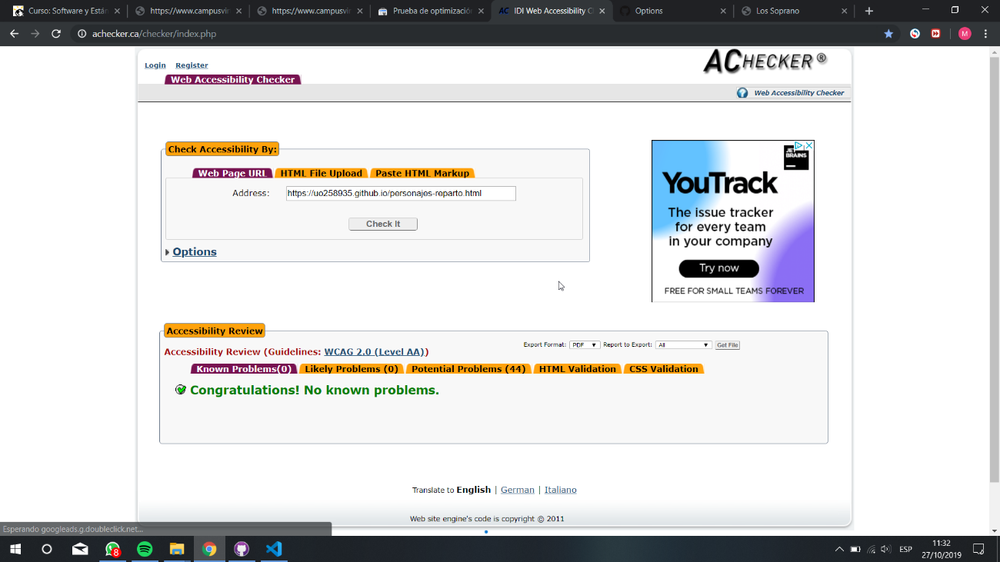 Curso: Software y Están
https://www.campusvir
https://www.campusvir
Prueba de optimización
AC IDI Web Accessibility C
Options
Los Soprano
achecker.ca/checker/index.php
M
Login Register
ACHECKER ®
Web Accessibility Checker
Web Accessibility Checker
Check Accessibility By:
Web Page URL HTML File Upload Paste HTML Markup
Address: https://uo258935.github.io/personajes-reparto.html
Check It
Options
JET BRAINS
YouTrack
The issue tracker
for every team
in your company
Try now
FREE FOR SMALL TEAMS FOREVER
Accessibility Review
Export Format: PDF Report to Export: All Get File
Accessibility Review (Guidelines: WCAG 2.0 (Level AA))
Known Problems(0) Likely Problems (0) Potential Problems (44) HTML Validation CSS Validation
Congratulations! No known problems.
Translate to English | German | Italiano
Web site engine's code is copyright © 2011
Esperando googleads.g.doubleclick.net...
8
ESP
11:32
27/10/2019